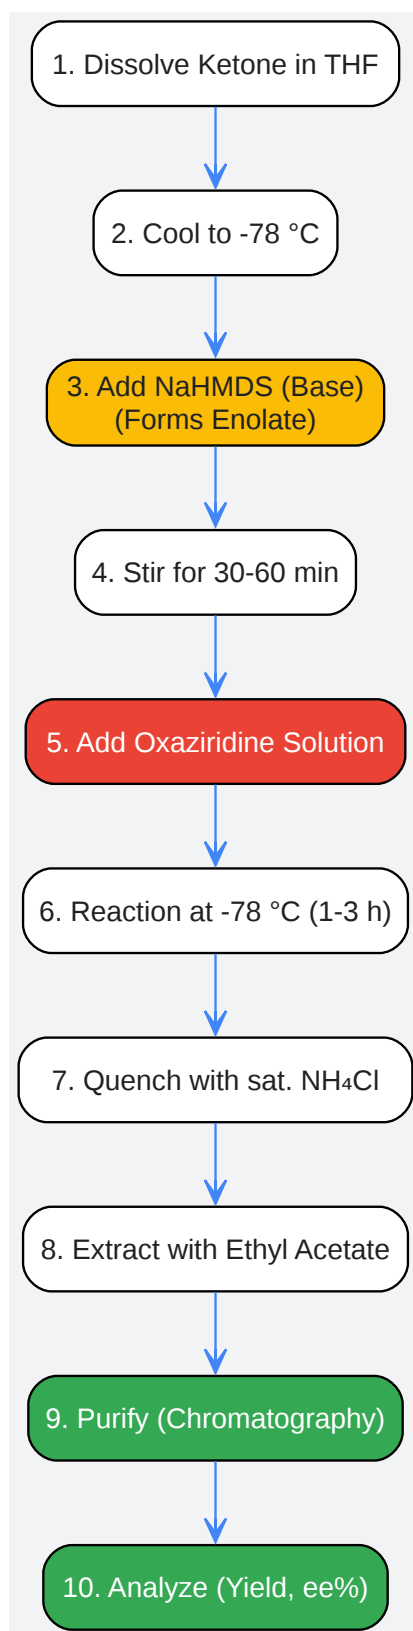 1. Dissolve Ketone in THF
2. Cool to -78 °C
3. Add NaHMDS (Base)
(Forms Enolate)
4. Stir for 30-60 min
5. Add Oxaziridine Solution
6. Reaction at -78 °C (1-3 h)
7. Quench with sat. NH₄Cl
8. Extract with Ethyl Acetate
9. Purify (Chromatography)
10. Analyze (Yield, ee%)